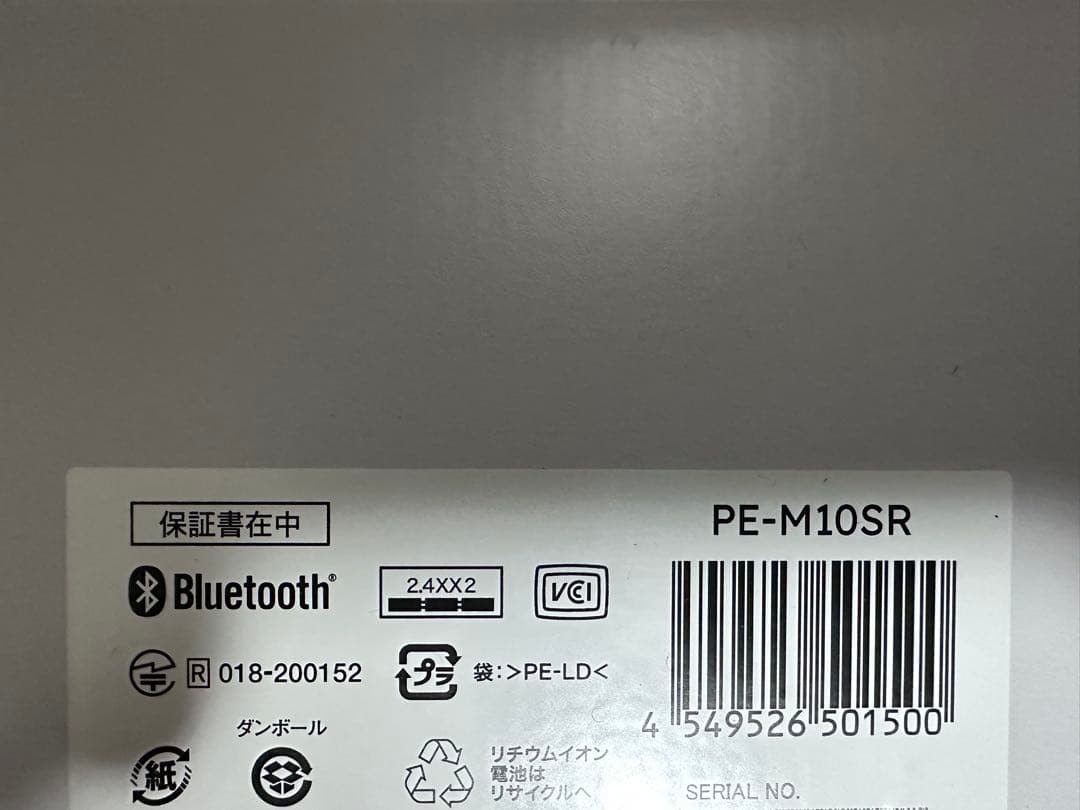 保証書在中
PE-M10SR
Bluetooth®
2.4XX2
VCCI
R 018-200152
プラ
袋:>PE-LD<
4 549526 501500
ダンボール
紙
リチウムイオン
電池は
リサイクルへ
SERIAL NO.